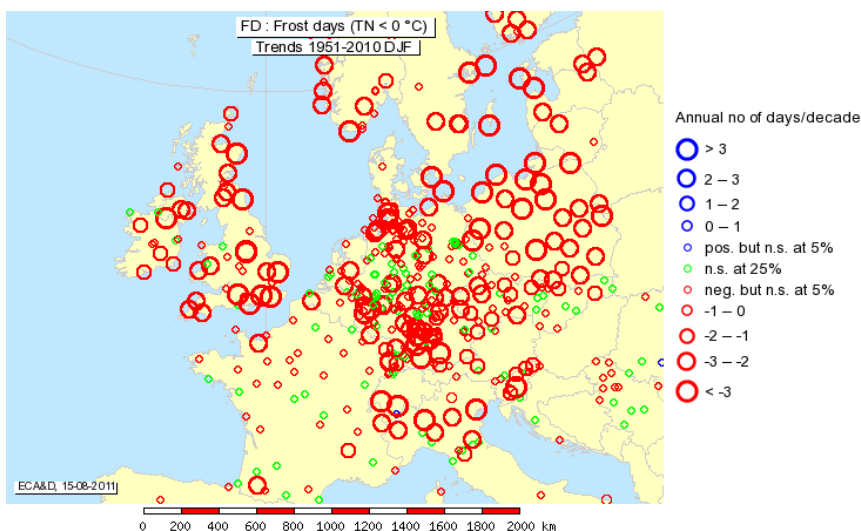 FD : Frost days (TN < 0 °C)
Trends 1951-2010 DJF
Annual no of days/decade
> 3
2 – 3
1 – 2
0 – 1
pos. but n.s. at 5%
n.s. at 25%
neg. but n.s. at 5%
-1 – 0
-2 – -1
-3 – -2
< -3
ECA&D, 15-08-2011
0 200 400 600 800 1000 1200 1400 1600 1800 2000 km